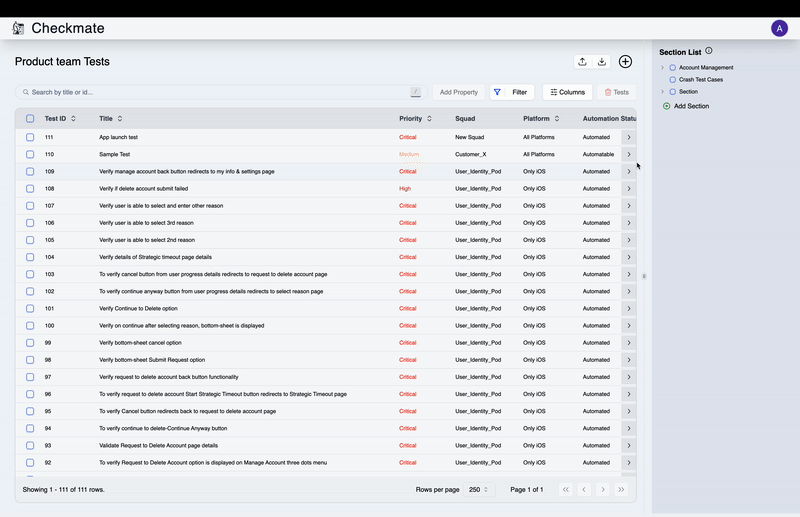 Checkmate
A
Product team Tests
Search by title or id...
/
Add Property
Filter
Columns
Tests
Test ID Title Priority Squad Platform Automation Statu
111 App launch test Critical New Squad All Platforms Automated
110 Sample Test Medium Customer_X All Platforms Automatable
109 Verify manage account back button redirects to my info & settings page Critical User_Identity_Pod Only iOS Automated
108 Verify if delete account submit failed High User_Identity_Pod Only iOS Automated
107 Verify user is able to select and enter other reason Critical User_Identity_Pod Only iOS Automated
106 Verify user is able to select 3rd reason Critical User_Identity_Pod Only iOS Automated
105 Verify user is able to select 2nd reason Critical User_Identity_Pod Only iOS Automated
104 Verify details of Strategic timeout page details Critical User_Identity_Pod Only iOS Automated
103 To verify cancel button from user progress details redirects to request to delete account page Critical User_Identity_Pod Only iOS Automated
102 To verify continue anyway button from user progress details redirects to select reason page Critical User_Identity_Pod Only iOS Automated
101 Verify Continue to Delete option Critical User_Identity_Pod Only iOS Automated
100 Verify on continue after selecting reason, bottom-sheet is displayed Critical User_Identity_Pod Only iOS Automated
99 Verify bottom-sheet cancel option Critical User_Identity_Pod Only iOS Automated
98 Verify bottom-sheet Submit Request option Critical User_Identity_Pod Only iOS Automated
97 Verify request to delete account back button functionality Critical User_Identity_Pod Only iOS Automated
96 To verify request to delete account Start Strategic Timeout button redirects to Strategic Timeout page Critical User_Identity_Pod Only iOS Automated
95 To verify Cancel button redirects back to request to delete account page Critical User_Identity_Pod Only iOS Automated
94 To verify continue to delete-Continue Anyway button Critical User_Identity_Pod Only iOS Automated
93 Validate Request to Delete Account page details Critical User_Identity_Pod Only iOS Automated
92 To verify Request to Delete Account option is displayed on Manage Account three dots menu Critical User_Identity_Pod Only iOS Automated
Showing 1 - 111 of 111 rows.
Rows per page 250
Page 1 of 1
Section List
Account Management
Crash Test Cases
Section
Add Section